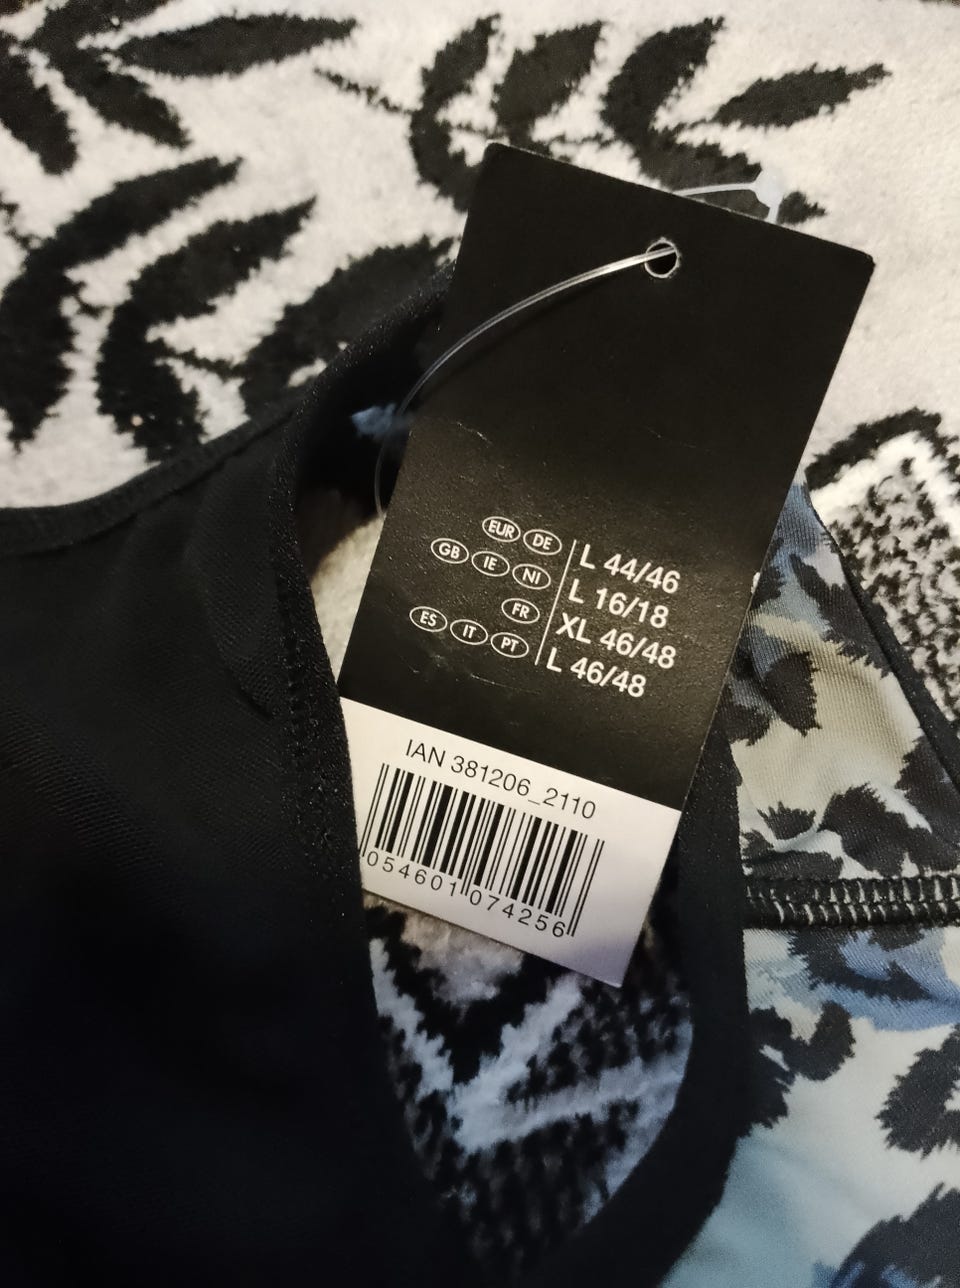 EUR DE L 44/46
GB IE NI L 16/18
FR XL 46/48
ES IT PT L 46/48
IAN 381206_2110
054601 074256